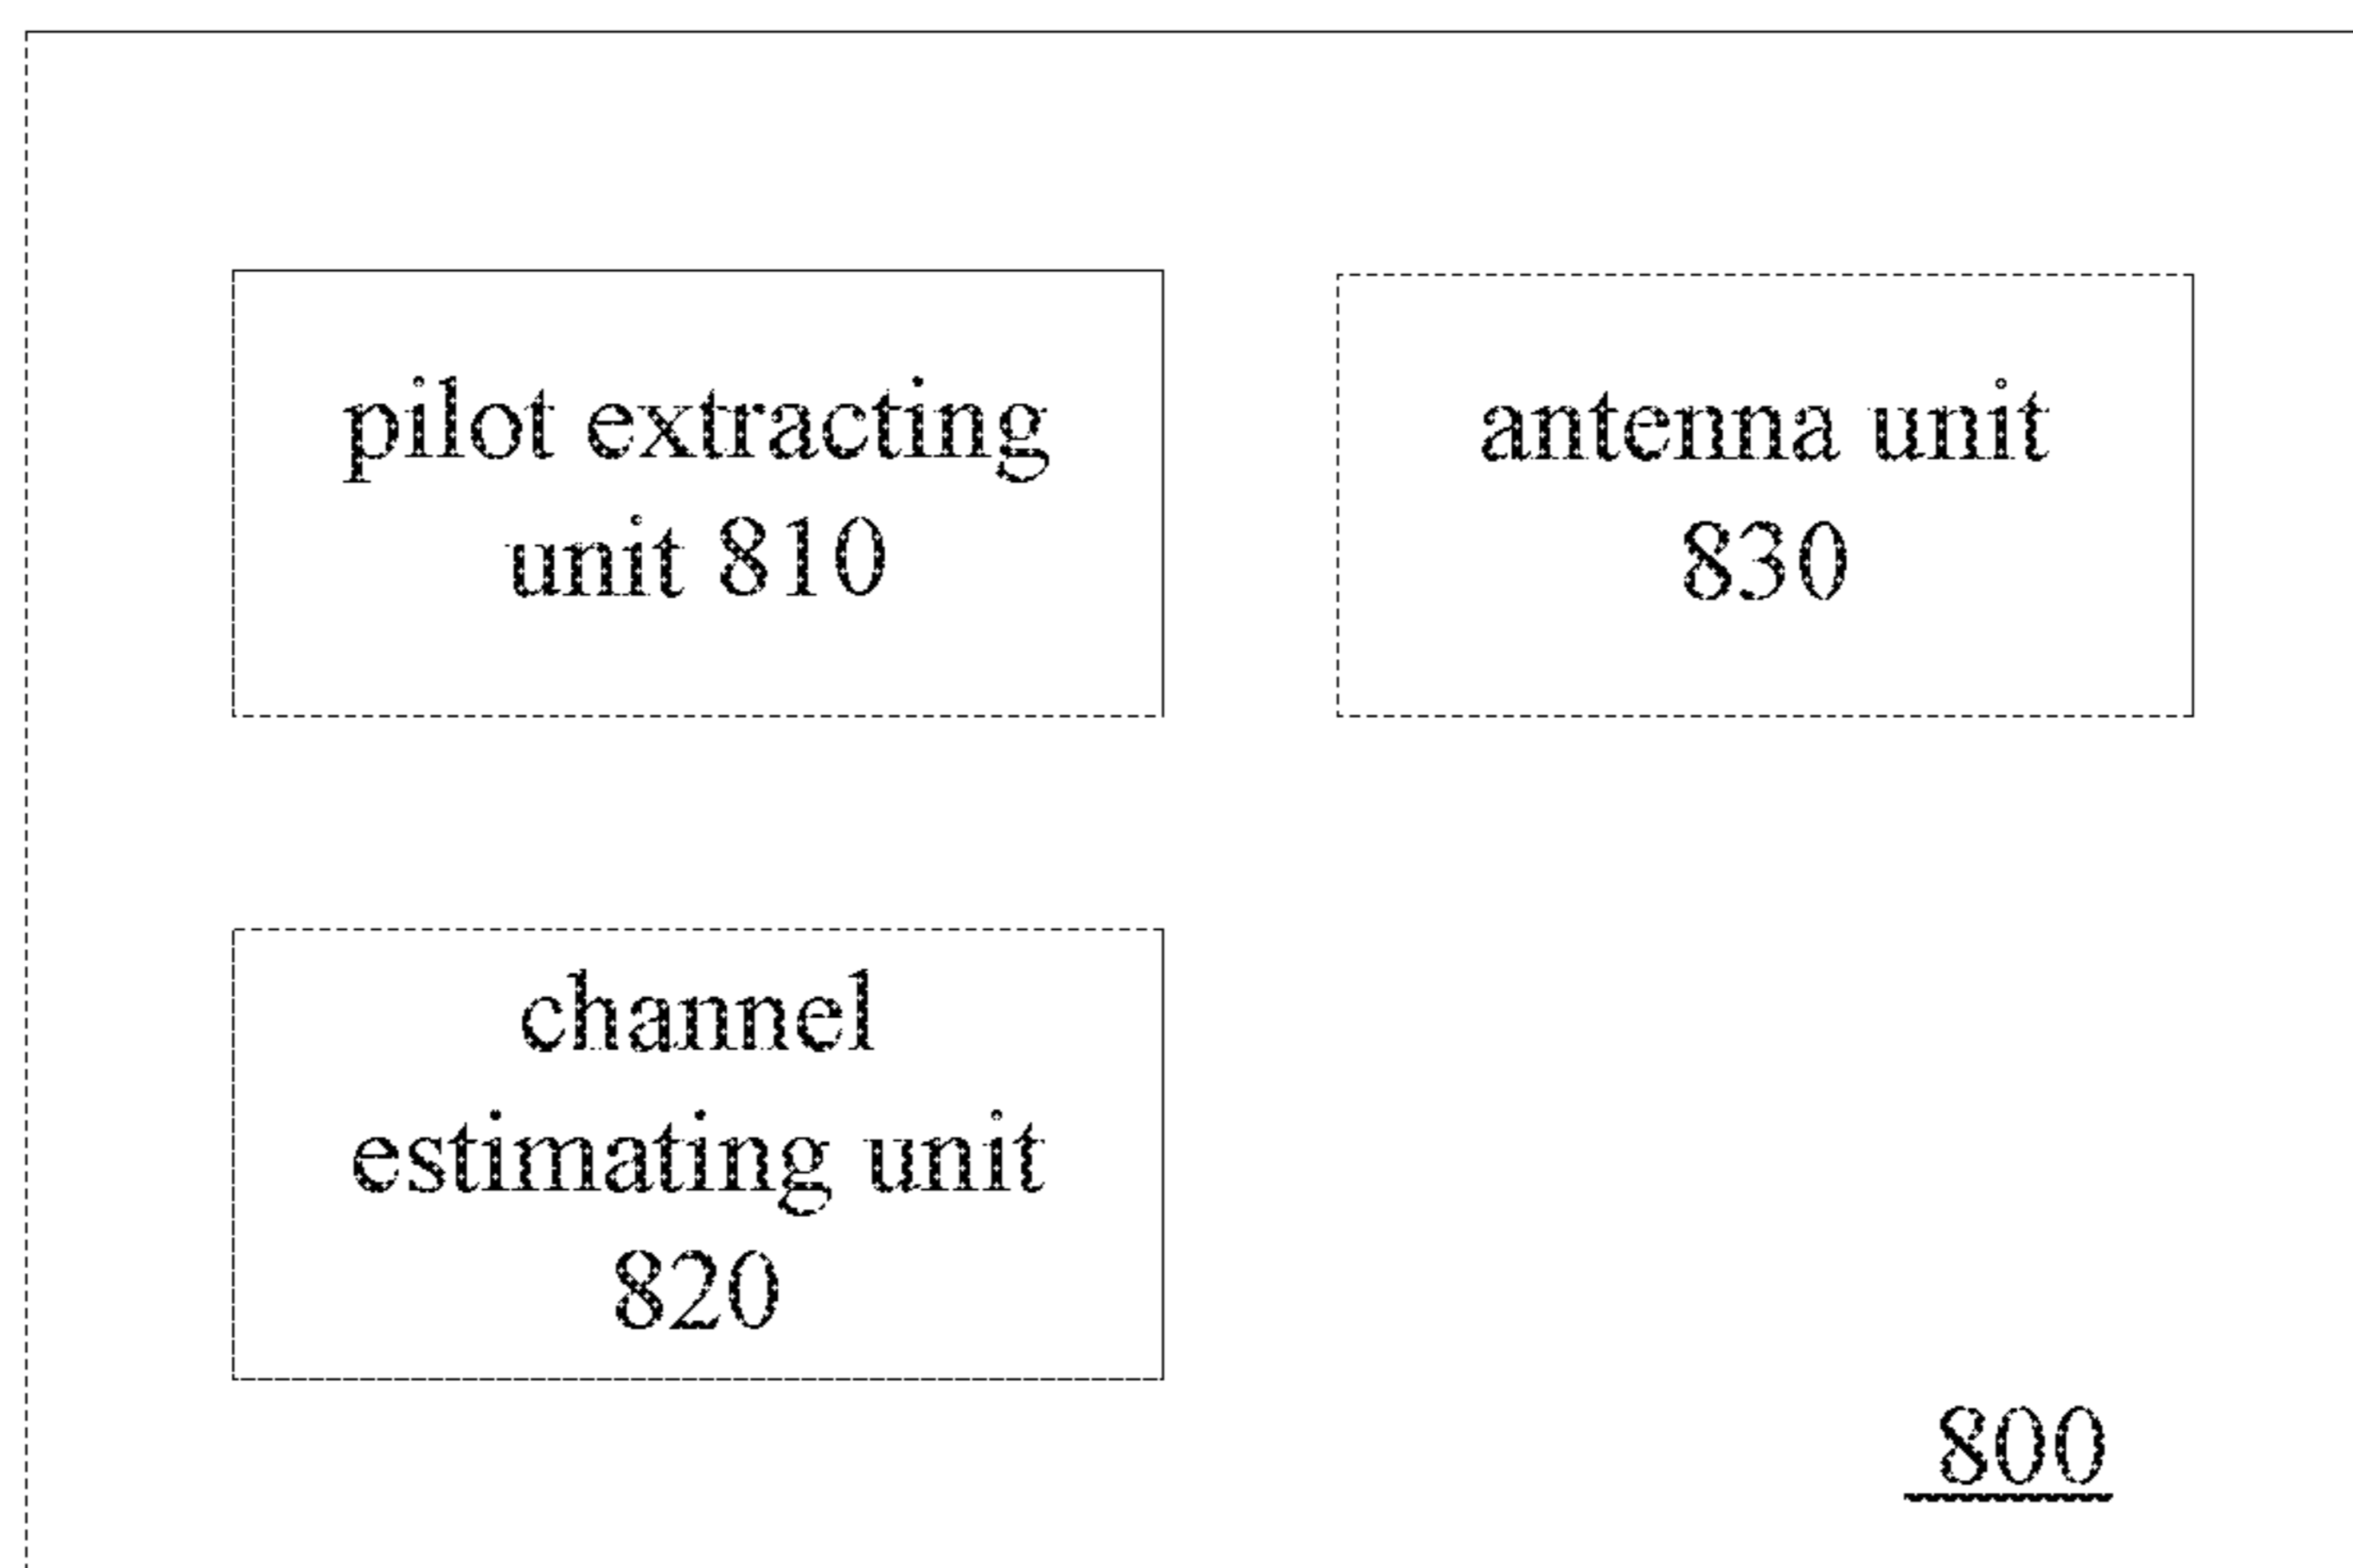 pilot extracting
unit 810
antenna unit
830
channel
estimating unit
820
800